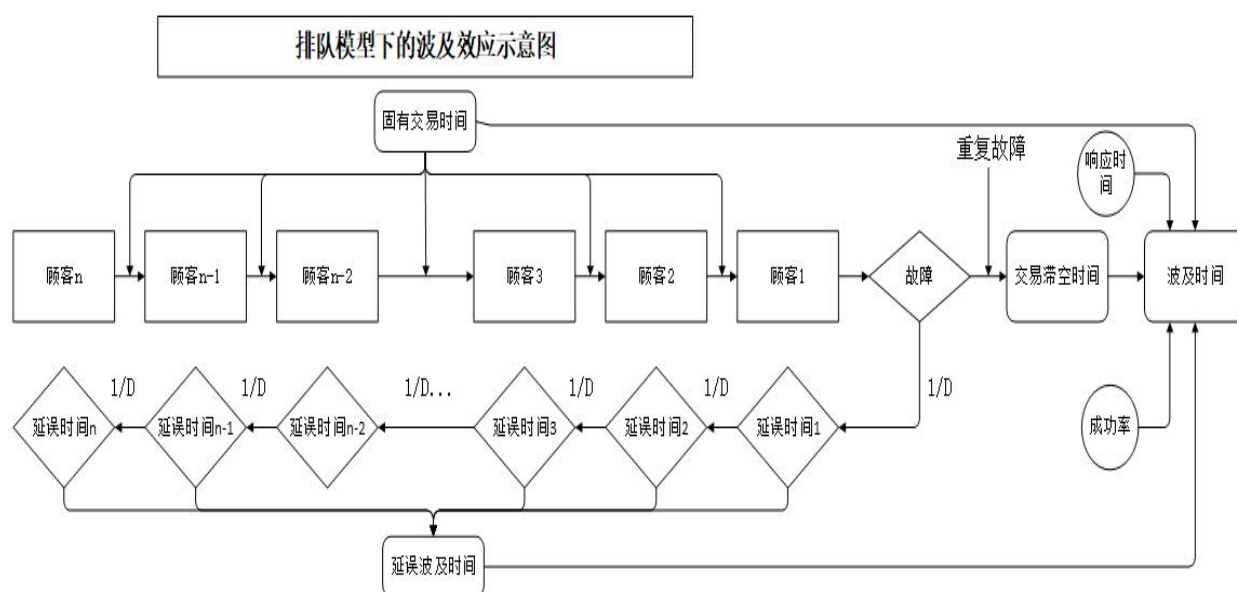 排队模型下的波及效应示意图
固有交易时间
重复故障
响应时
间
顾客n
顾客n-1
顾客n-2
顾客3
顾客2
顾客1
故障
交易滞空时间
波及时间
1/D
1/D
1/D...
1/D
1/D
1/D
延误时间n
延误时间n-1
延误时间n-2
延误时间3
延误时间2
延误时间1
成功率
延误波及时间